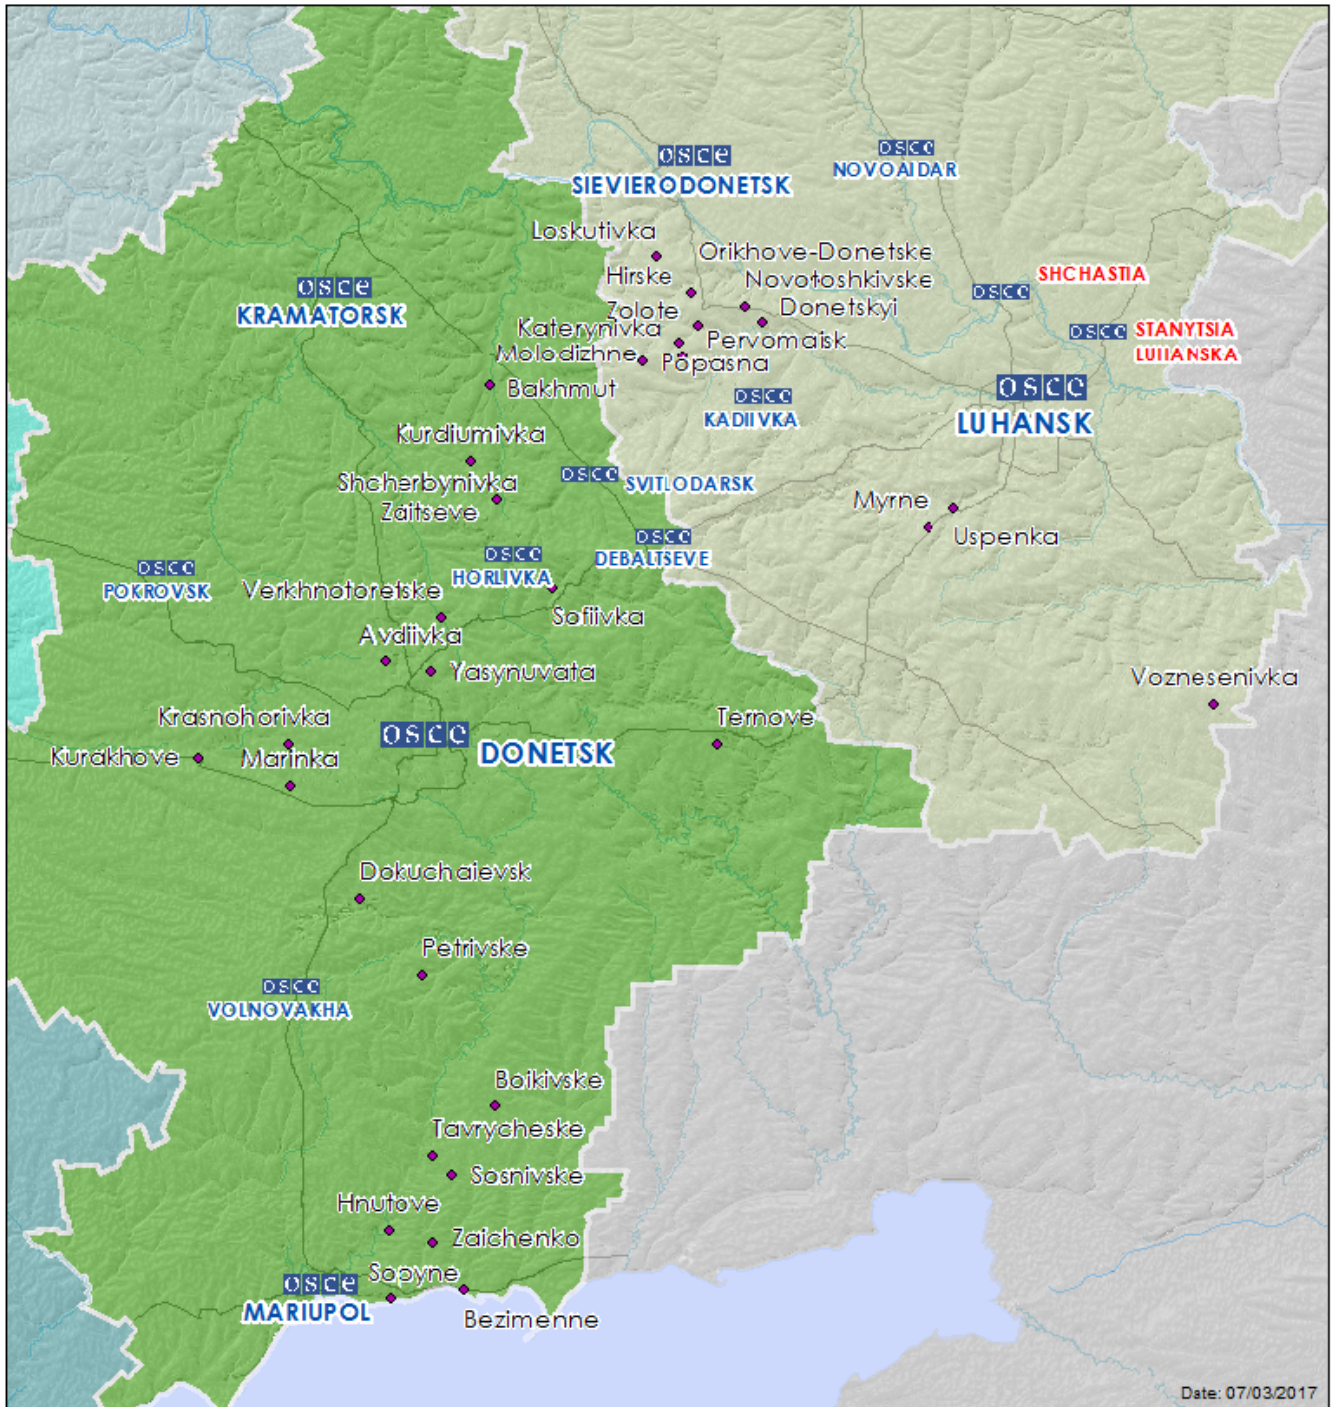 OSCE
NOVOAIDAR
OSCE
SIEVIERODONETSK
Loskutivka
Orikhove-Donetske
Hirske
Novotoshkivske
SHCHASTIA
OSCE
OSCE
KRAMATORSK
Zolote
Donetskyi
Katerynivka
Pervomaisk
OSCE
STANYTSIA
LUHANSKA
Molodizhne
Popasna
Bakhmut
OSCE
KADIIVKA
OSCE
LUHANSK
Kurdiumivka
Shcherbynivka
OSCE
SVITLODARSK
Zaitseve
Myrne
Uspenka
OSCE
DEBALTSEVE
OSCE
HORLIVKA
OSCE
POKROVSK
Verkhnotoretske
Sofiivka
Avdiivka
Yasynuvata
Voznesenivka
Krasnohorivka
Ternove
OSCE
DONETSK
Kurakhove
Marinka
Dokuchaievsk
Petrivske
OSCE
VOLNOVAKHA
Boikivske
Tavrycheske
Sosnivske
Hnutove
Zaichenko
Sopyne
OSCE
MARIUPOL
Bezimenne
Date: 07/03/2017